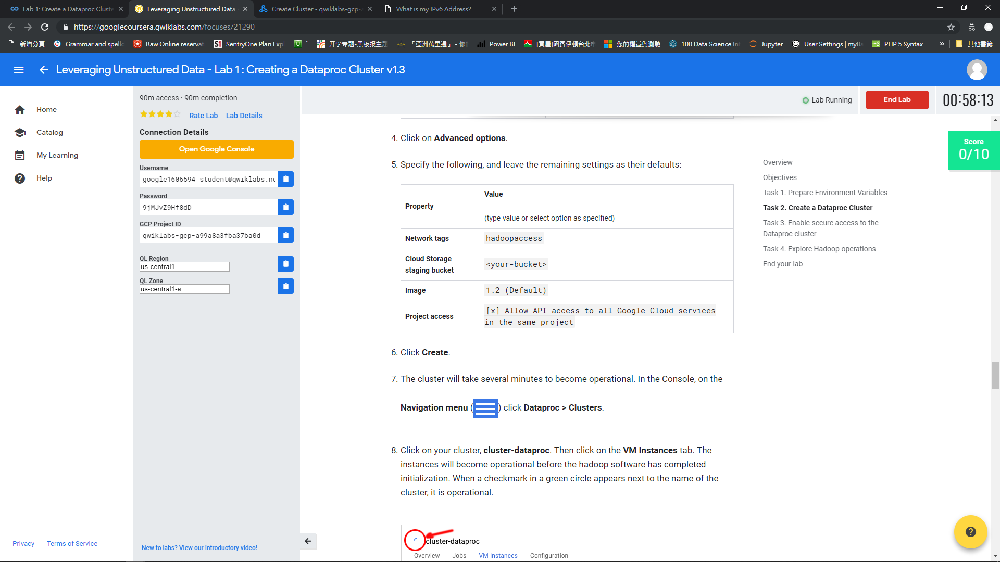 Lab 1: Create a Dataproc Cluste
Leveraging Unstructured Data
Create Cluster - qwiklabs-gcp-
What is my IPv6 Address?
https://googlecoursera.qwiklabs.com/focuses/21290
新增分頁
Grammar and spell
Raw Online reservat
SentryOne Plan Expl
开学专题-黑板报主题
「亞洲萬里通」 - 你
Power BI
[買屋]國賓伊頓台北
您的權益與測驗
100 Data Science In
Jupyter
User Settings | myB
PHP 5 Syntax
»
其他書籤
Leveraging Unstructured Data - Lab 1 : Creating a Dataproc Cluster v1.3
Home
Catalog
My Learning
Help
Privacy
Terms of Service
90m access · 90m completion
Rate Lab
Lab Details
Connection Details
Open Google Console
Username
google1606594_student@qwiklabs.ne
Password
9jMJvZ9Hf8dD
GCP Project ID
qwiklabs-gcp-a99a8a3fba37ba0d
QL Region
us-central1
QL Zone
us-central1-a
New to labs? View our introductory video!
Lab Running
End Lab
00:58:13
4. Click on Advanced options.
5. Specify the following, and leave the remaining settings as their defaults:
Property
Value
(type value or select option as specified)
Network tags
hadoopaccess
Cloud Storage
staging bucket
<your-bucket>
Image
1.2 (Default)
Project access
[x] Allow API access to all Google Cloud services
in the same project
6. Click Create.
7. The cluster will take several minutes to become operational. In the Console, on the
Navigation menu ( ) click Dataproc > Clusters.
8. Click on your cluster, cluster-dataproc. Then click on the VM Instances tab. The
instances will become operational before the hadoop software has completed
initialization. When a checkmark in a green circle appears next to the name of the
cluster, it is operational.
cluster-dataproc
Overview
Jobs
VM Instances
Configuration
Score
0/10
Overview
Objectives
Task 1. Prepare Environment Variables
Task 2. Create a Dataproc Cluster
Task 3. Enable secure access to the
Dataproc cluster
Task 4. Explore Hadoop operations
End your lab